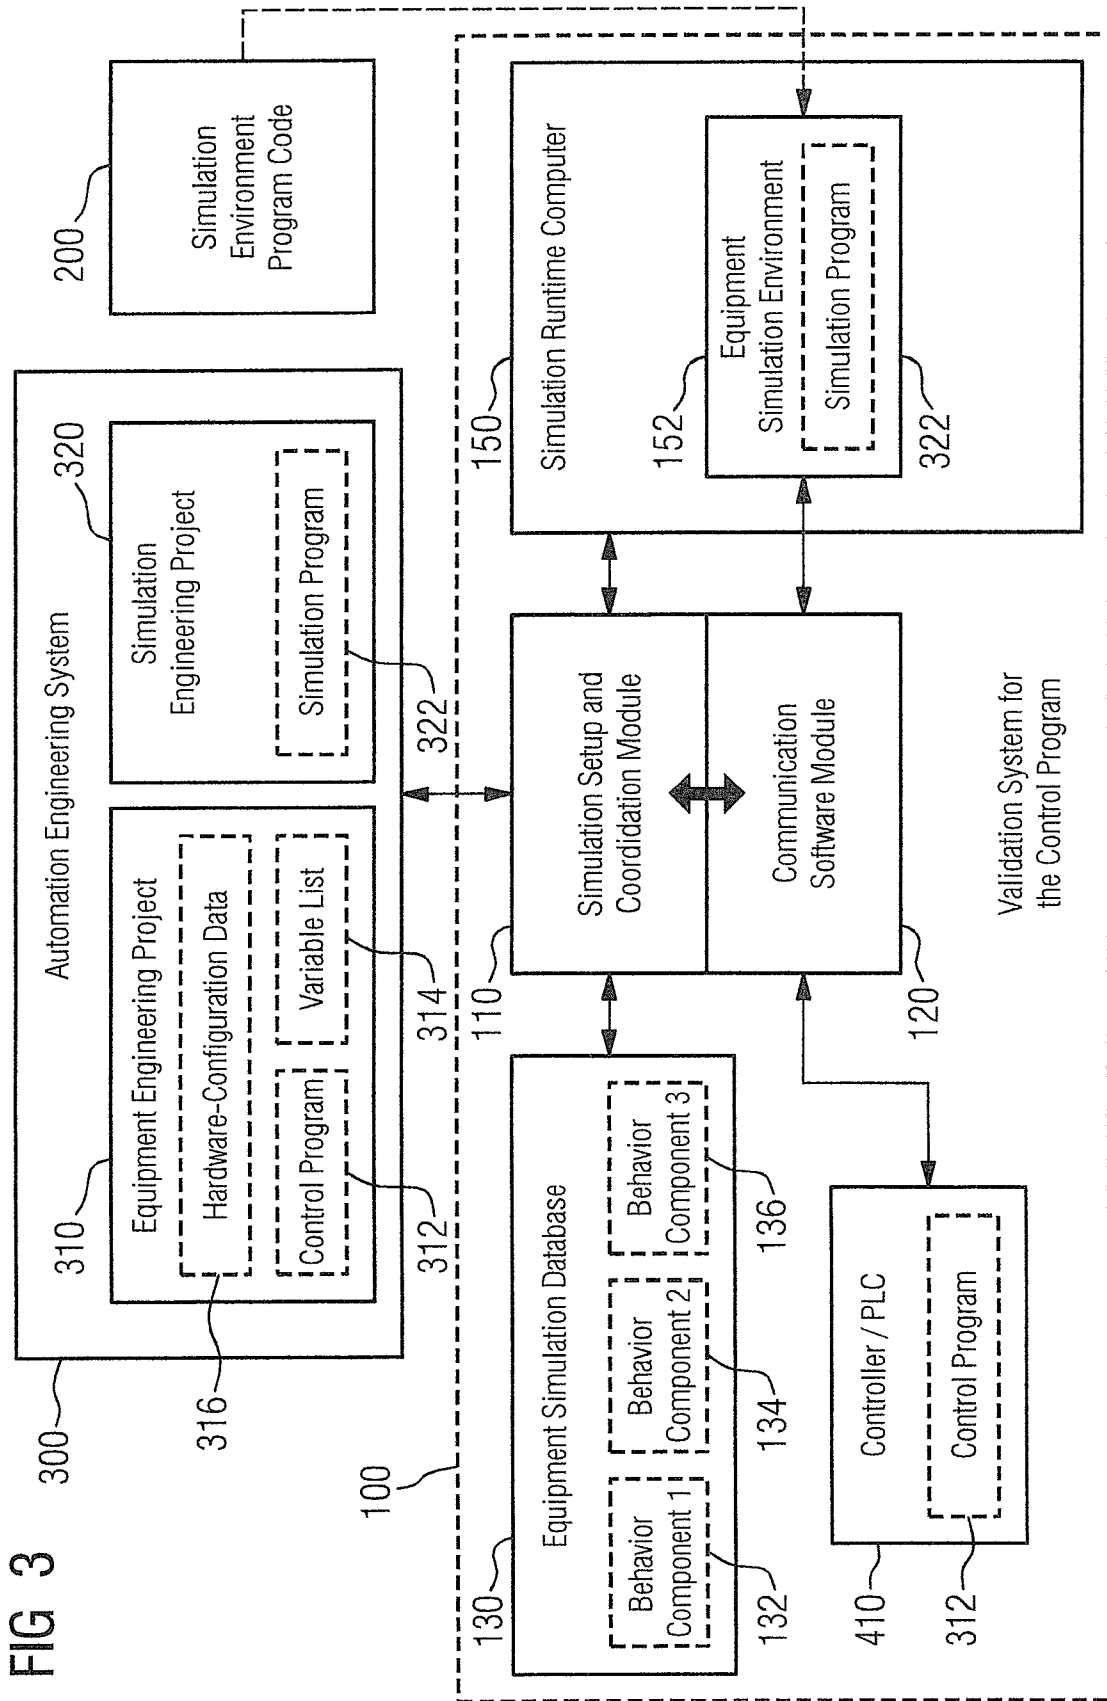 FIG 3
300
Automation Engineering System
310
Equipment Engineering Project
316
Hardware-Configuration Data
Control Program
312
Variable List
314
320
Simulation
Engineering Project
Simulation Program
322
200
Simulation
Environment
Program Code
100
130
Equipment Simulation Database
Behavior
Component 1
132
Behavior
Component 2
134
Behavior
Component 3
136
110
Simulation Setup and
Coordidation Module
Communication
Software Module
120
150
Simulation Runtime Computer
152
Equipment
Simulation Environment
Simulation Program
322
410
Controller / PLC
Control Program
312
Validation System for
the Control Program